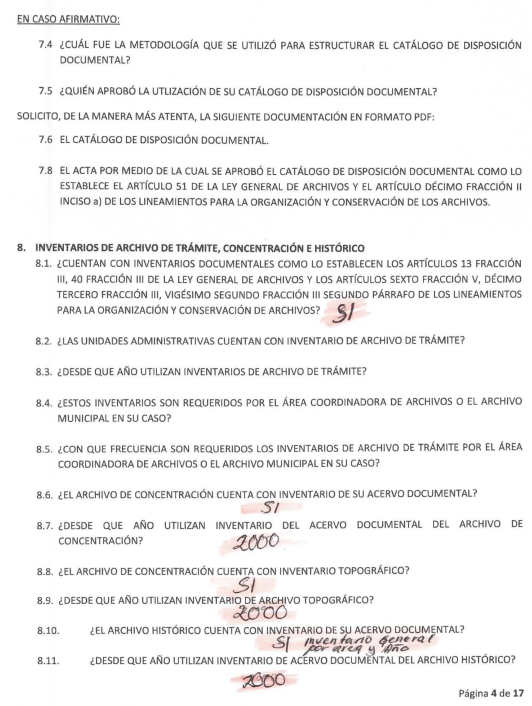 EN CASO AFIRMATIVO:
7.4 ¿CUÁL FUE LA METODOLOGÍA QUE SE UTILIZÓ PARA ESTRUCTURAR EL CATÁLOGO DE DISPOSICIÓN
DOCUMENTAL?
7.5 ¿QUIÉN APROBÓ LA UTLIZACIÓN DE SU CATÁLOGO DE DISPOSICIÓN DOCUMENTAL?
SOLICITO, DE LA MANERA MÁS ATENTA, LA SIGUIENTE DOCUMENTACIÓN EN FORMATO PDF:
7.6 EL CATÁLOGO DE DISPOSICIÓN DOCUMENTAL.
7.8 EL ACTA POR MEDIO DE LA CUAL SE APROBÓ EL CATÁLOGO DE DISPOSICIÓN DOCUMENTAL COMO LO
ESTABLECE EL ARTÍCULO 51 DE LA LEY GENERAL DE ARCHIVOS Y EL ARTÍCULO DÉCIMO FRACCIÓN II
INCISO a) DE LOS LINEAMIENTOS PARA LA ORGANIZACIÓN Y CONSERVACIÓN DE LOS ARCHIVOS.
8. INVENTARIOS DE ARCHIVO DE TRÁMITE, CONCENTRACIÓN E HISTÓRICO
8.1. ¿CUENTAN CON INVENTARIOS DOCUMENTALES COMO LO ESTABLECEN LOS ARTÍCULOS 13 FRACCIÓN
III, 40 FRACCIÓN III DE LA LEY GENERAL DE ARCHIVOS Y LOS ARTÍCULOS SEXTO FRACCIÓN V, DÉCIMO
TERCERO FRACCIÓN III, VIGÉSIMO SEGUNDO FRACCIÓN III SEGUNDO PÁRRAFO DE LOS LINEAMIENTOS
PARA LA ORGANIZACIÓN Y CONSERVACIÓN DE ARCHIVOS? SI
8.2. ¿LAS UNIDADES ADMINISTRATIVAS CUENTAN CON INVENTARIO DE ARCHIVO DE TRÁMITE?
8.3. ¿DESDE QUE AÑO UTILIZAN INVENTARIOS DE ARCHIVO DE TRÁMITE?
8.4. ¿ESTOS INVENTARIOS SON REQUERIDOS POR EL ÁREA COORDINADORA DE ARCHIVOS O EL ARCHIVO
MUNICIPAL EN SU CASO?
8.5. ¿CON QUE FRECUENCIA SON REQUERIDOS LOS INVENTARIOS DE ARCHIVO DE TRÁMITE POR EL ÁREA
COORDINADORA DE ARCHIVOS O EL ARCHIVO MUNICIPAL EN SU CASO?
8.6. ¿EL ARCHIVO DE CONCENTRACIÓN CUENTA CON INVENTARIO DE SU ACERVO DOCUMENTAL?
SI
8.7. ¿DESDE QUE AÑO UTILIZAN INVENTARIO DEL ACERVO DOCUMENTAL DEL ARCHIVO DE
CONCENTRACIÓN? 2000
8.8. ¿EL ARCHIVO DE CONCENTRACIÓN CUENTA CON INVENTARIO TOPOGRÁFICO?
SI
8.9. ¿DESDE QUE AÑO UTILIZAN INVENTARIO DE ARCHIVO TOPOGRÁFICO?
2000
8.10. ¿EL ARCHIVO HISTÓRICO CUENTA CON INVENTARIO DE SU ACERVO DOCUMENTAL?
SI inventario General
por area y Año
8.11. ¿DESDE QUE AÑO UTILIZAN INVENTARIO DE ACERVO DOCUMENTAL DEL ARCHIVO HISTÓRICO?
2000
Página 4 de 17